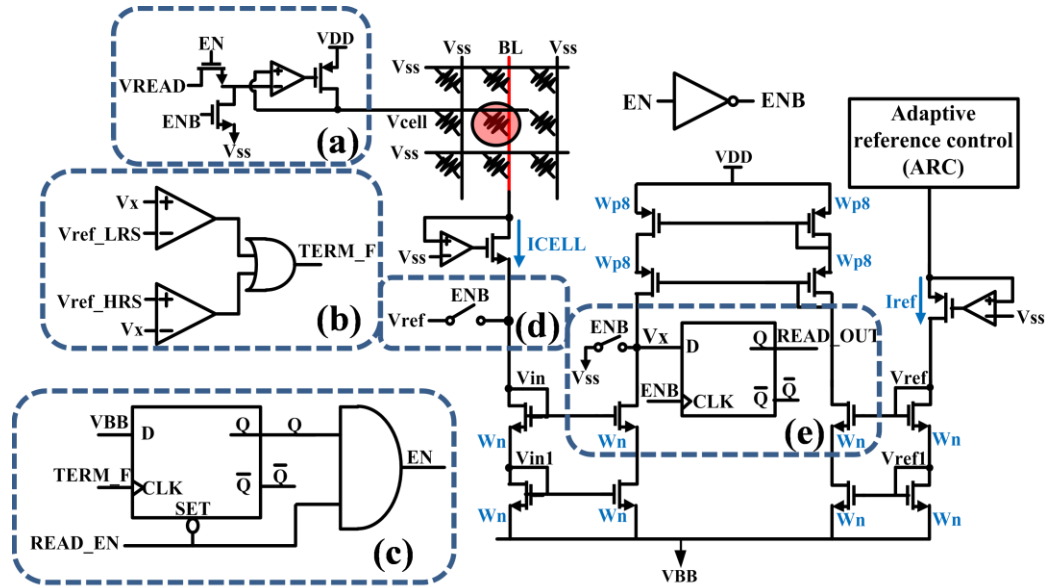 EN
VREAD
ENB
Vss
VDD
(a)
Vss BL Vss
Vss
Vcell
Vss
EN ENB
Adaptive
reference control
(ARC)
VDD
Wp8 Wp8
Wp8 Wp8
Vx
Vref_LRS
Vref_HRS
Vx
TERM_F
(b)
Vss
ICELL
ENB
Vref
(d)
Iref
Vss
ENB
Vss
Vx
D Q READ_OUT
ENB
CLK Q Q
(e)
Vin
Wn Wn
Vin1
Wn Wn
Vref
Wn Wn
Vref1
Wn Wn
VBB
VBB
D Q Q
TERM_F
CLK Q Q
SET
READ_EN
EN
(c)